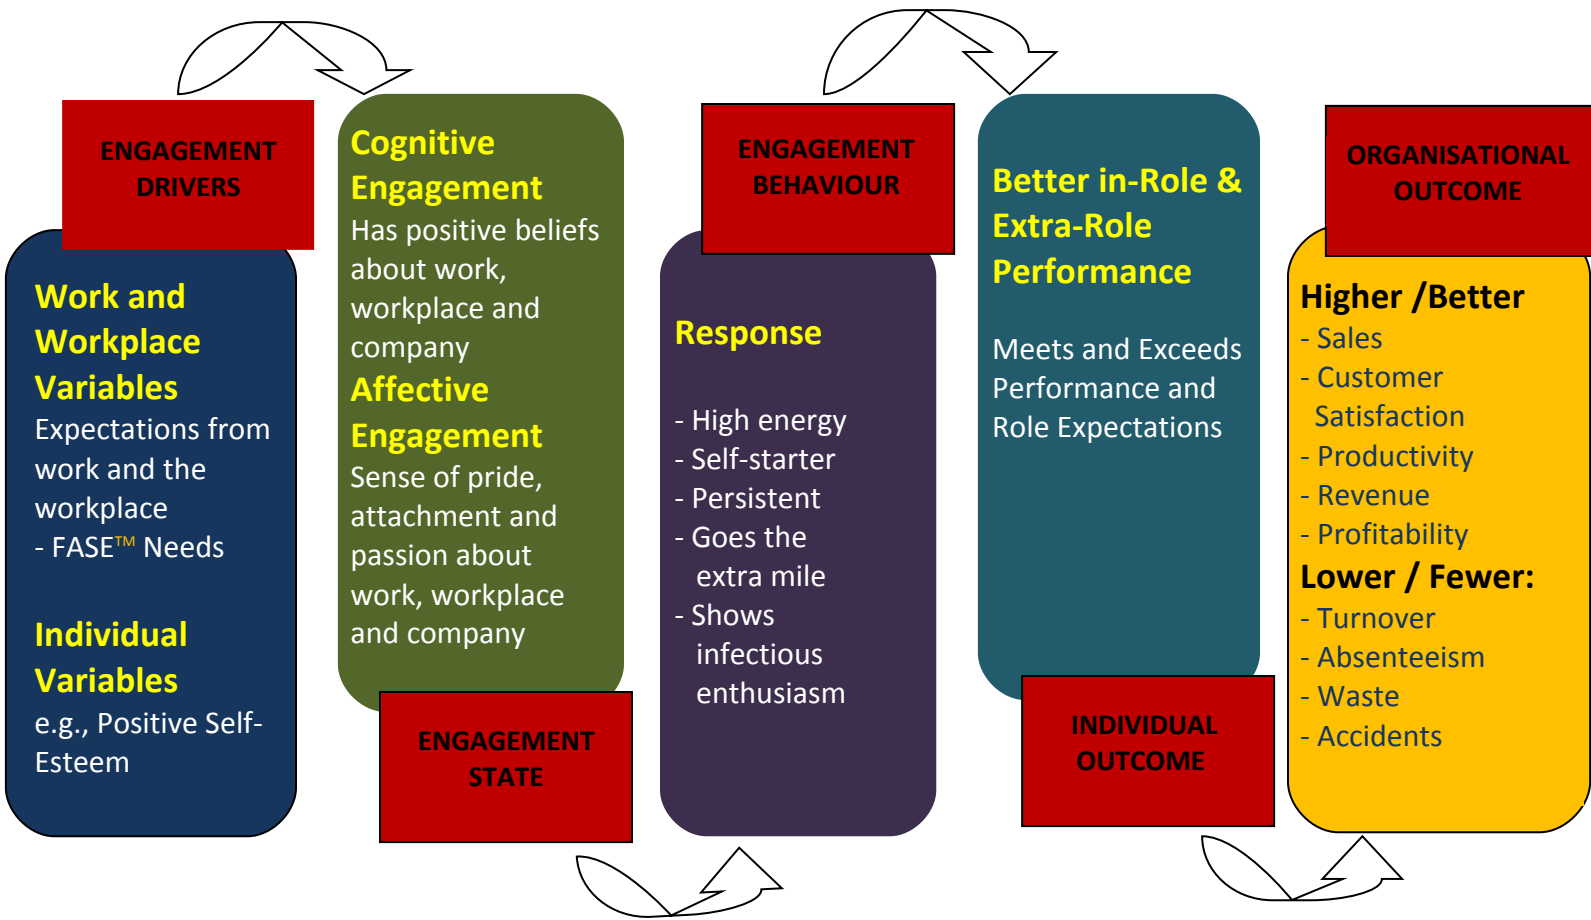 ENGAGEMENT
DRIVERS
Work and
Workplace
Variables
Expectations from
work and the
workplace
- FASE™ Needs
Individual
Variables
e.g., Positive Self-
Esteem
Cognitive
Engagement
Has positive beliefs
about work,
workplace and
company
Affective
Engagement
Sense of pride,
attachment and
passion about
work, workplace
and company
ENGAGEMENT
STATE
ENGAGEMENT
BEHAVIOUR
Response
- High energy
- Self-starter
- Persistent
- Goes the
extra mile
- Shows
infectious
enthusiasm
Better in-Role &
Extra-Role
Performance
Meets and Exceeds
Performance and
Role Expectations
INDIVIDUAL
OUTCOME
ORGANISATIONAL
OUTCOME
Higher /Better
- Sales
- Customer
Satisfaction
- Productivity
- Revenue
- Profitability
Lower / Fewer:
- Turnover
- Absenteeism
- Waste
- Accidents